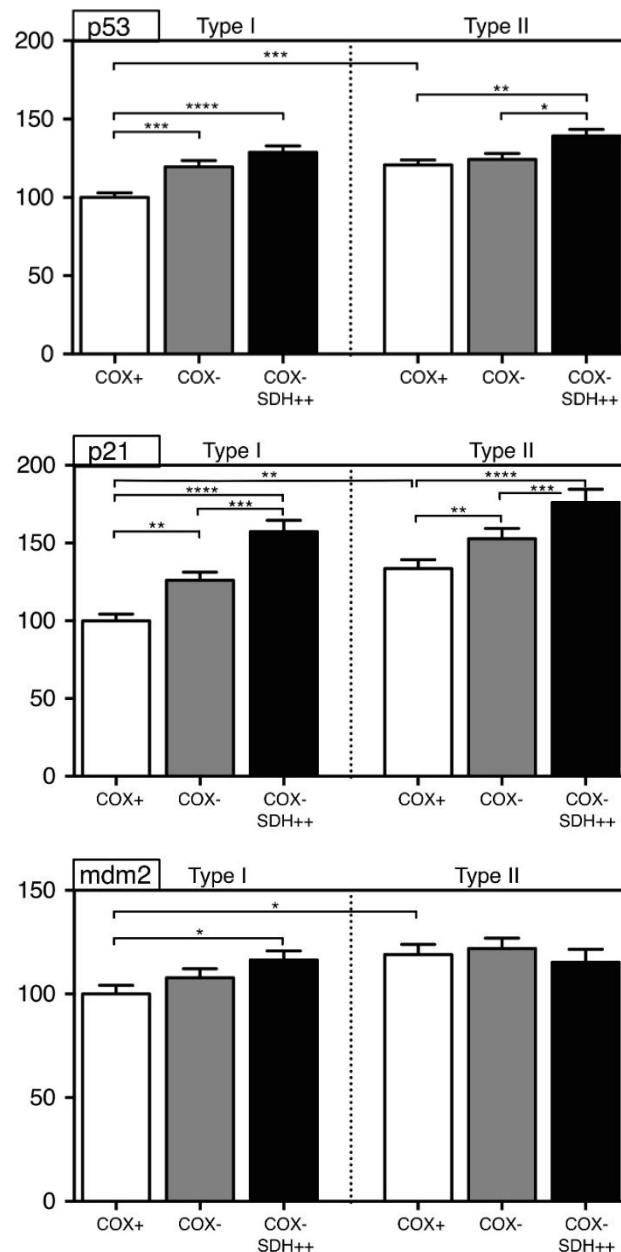 p53 Type I Type II
200
***
**
****
*
***
150
100
50
0
COX+ COX- COX- COX+ COX- COX-
SDH++ SDH++
p21 Type I Type II
200
** ****
****
*** ***
** **
150
100
50
0
COX+ COX- COX- COX+ COX- COX-
SDH++ SDH++
mdm2 Type I Type II
150
*
*
100
50
0
COX+ COX- COX- COX+ COX- COX-
SDH++ SDH++